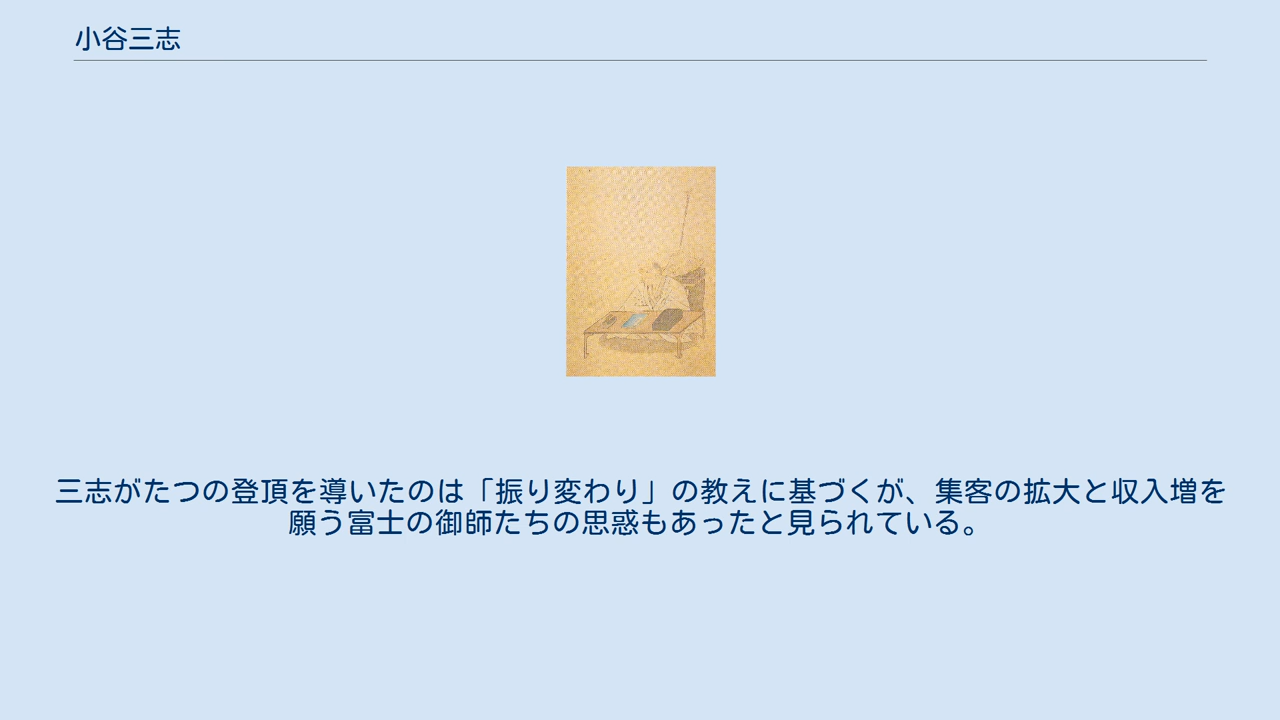 小谷三志
三志がたつの登頂を導いたのは「振り変わり」の教えに基づくが、集客の拡大と収入増を
願う富士の御師たちの思惑もあったと見られている。